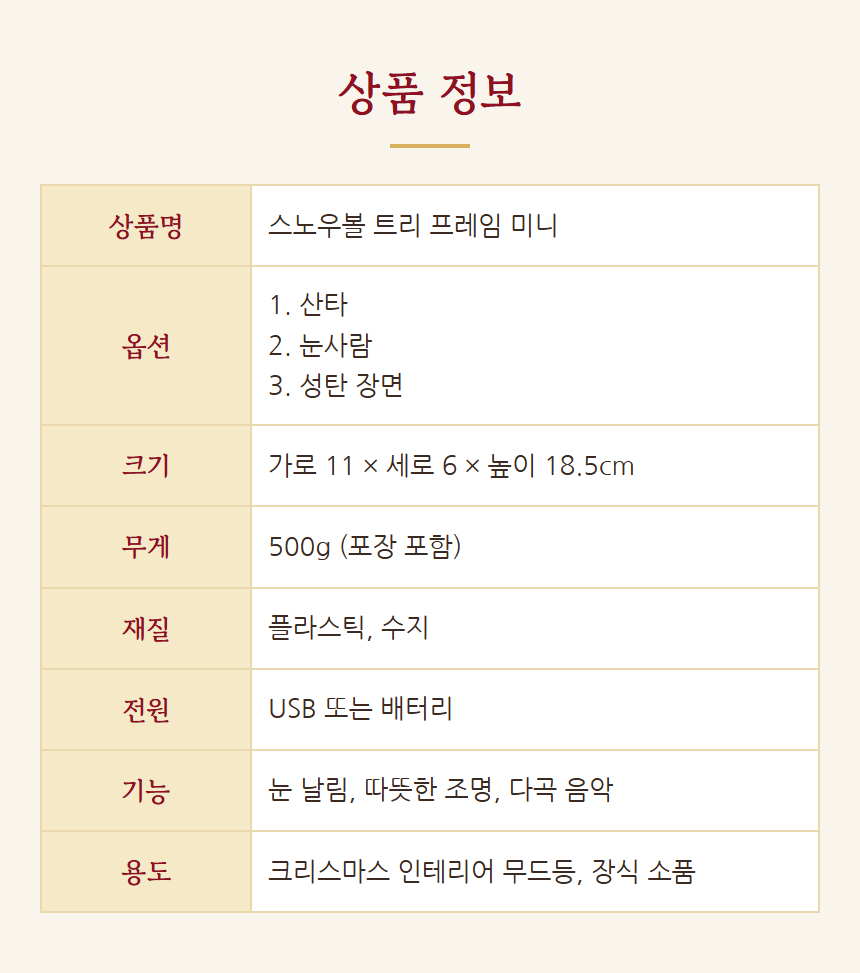 상품 정보
상품명
스노우볼 트리 프레임 미니
옵션
1. 산타
2. 눈사람
3. 성탄 장면
크기
가로 11 × 세로 6 × 높이 18.5cm
무게
500g (포장 포함)
재질
플라스틱, 수지
전원
USB 또는 배터리
기능
눈 날림, 따뜻한 조명, 다곡 음악
용도
크리스마스 인테리어 무드등, 장식 소품